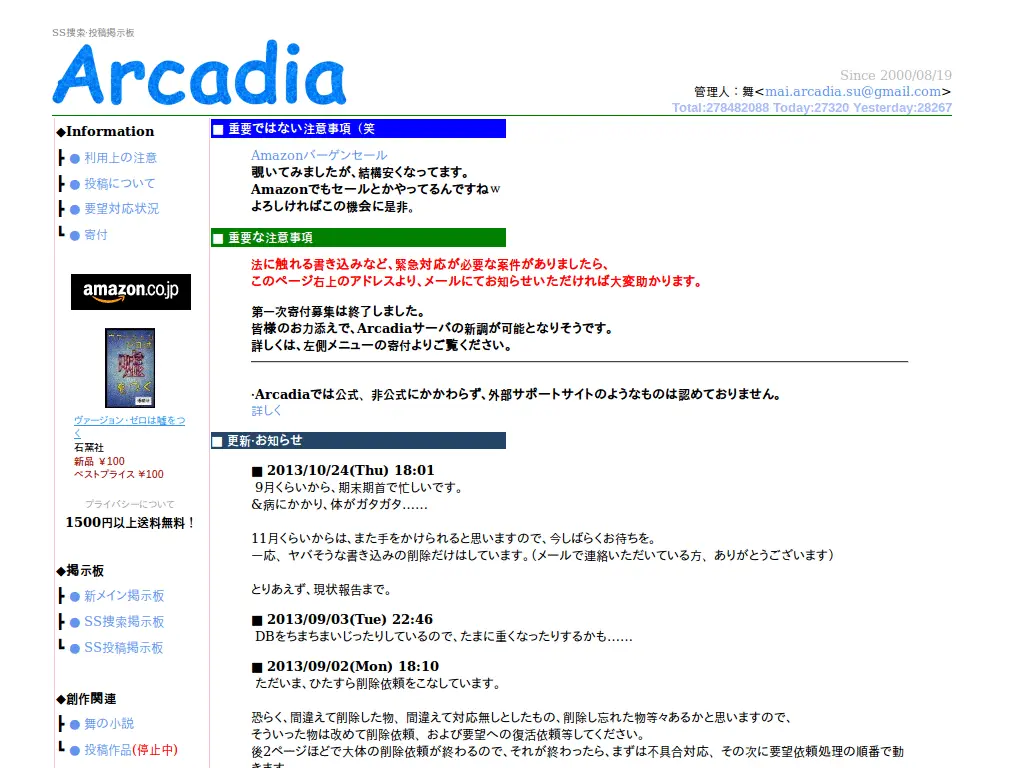 SS捜索·投稿掲示板
Arcadia
Since 2000/08/19
管理人：舞<mai.arcadia.su@gmail.com>
Total:278482088 Today:27320 Yesterday:28267
◆Information
┣ ● 利用上の注意
┣ ● 投稿について
┣ ● 要望対応状況
┗ ● 寄付
amazon.co.jp
ヴァージョン·ゼロは嘘をつ
く
石葉社
新品 ￥100
ベストプライス ￥100
プライバシーについて
1500円以上送料無料！
◆掲示板
┣ ● 新メイン掲示板
┣ ● SS捜索掲示板
┗ ● SS投稿掲示板
◆創作関連
┣ ● 舞の小説
┗ ● 投稿作品(停止中)
■ 重要ではない注意事項（笑
Amazonバーゲンセール
覗いてみましたが、結構安くなってます。
Amazonでもセールとかやってるんですねｗ
よろしければこの機会に是非。
■ 重要な注意事項
法に触れる書き込みなど、緊急対応が必要な案件がありましたら、
このページ右上のアドレスより、メールにてお知らせいただければ大変助かります。
第一次寄付募集は終了しました。
皆様のお力添えで、Arcadiaサーバの新調が可能となりそうです。
詳しくは、左側メニューの寄付よりご覧ください。
·Arcadiaでは公式、非公式にかかわらず、外部サポートサイトのようなものは認めておりません。
詳しく
■ 更新·お知らせ
■ 2013/10/24(Thu) 18:01
9月くらいから、期末期首で忙しいです。
&病にかかり、体がガタガタ……
11月くらいからは、また手をかけられると思いますので、今しばらくお待ちを。
一応、ヤバそうな書き込みの削除だけはしています。（メールで連絡いただいている方、ありがとうございます）
とりあえず、現状報告まで。
■ 2013/09/03(Tue) 22:46
DBをちまちまいじったりしているので、たまに重くなったりするかも……
■ 2013/09/02(Mon) 18:10
ただいま、ひたすら削除依頼をこなしています。
恐らく、間違えて削除した物、間違えて対応無しとしたもの、削除し忘れた物等々あるかと思いますので、
そういった物は改めて削除依頼、および要望への復活依頼等してください。
後2ページほどで大体の削除依頼が終わるので、それが終わったら、まずは不具合対応、その次に要望依頼処理の順番で動
きます。